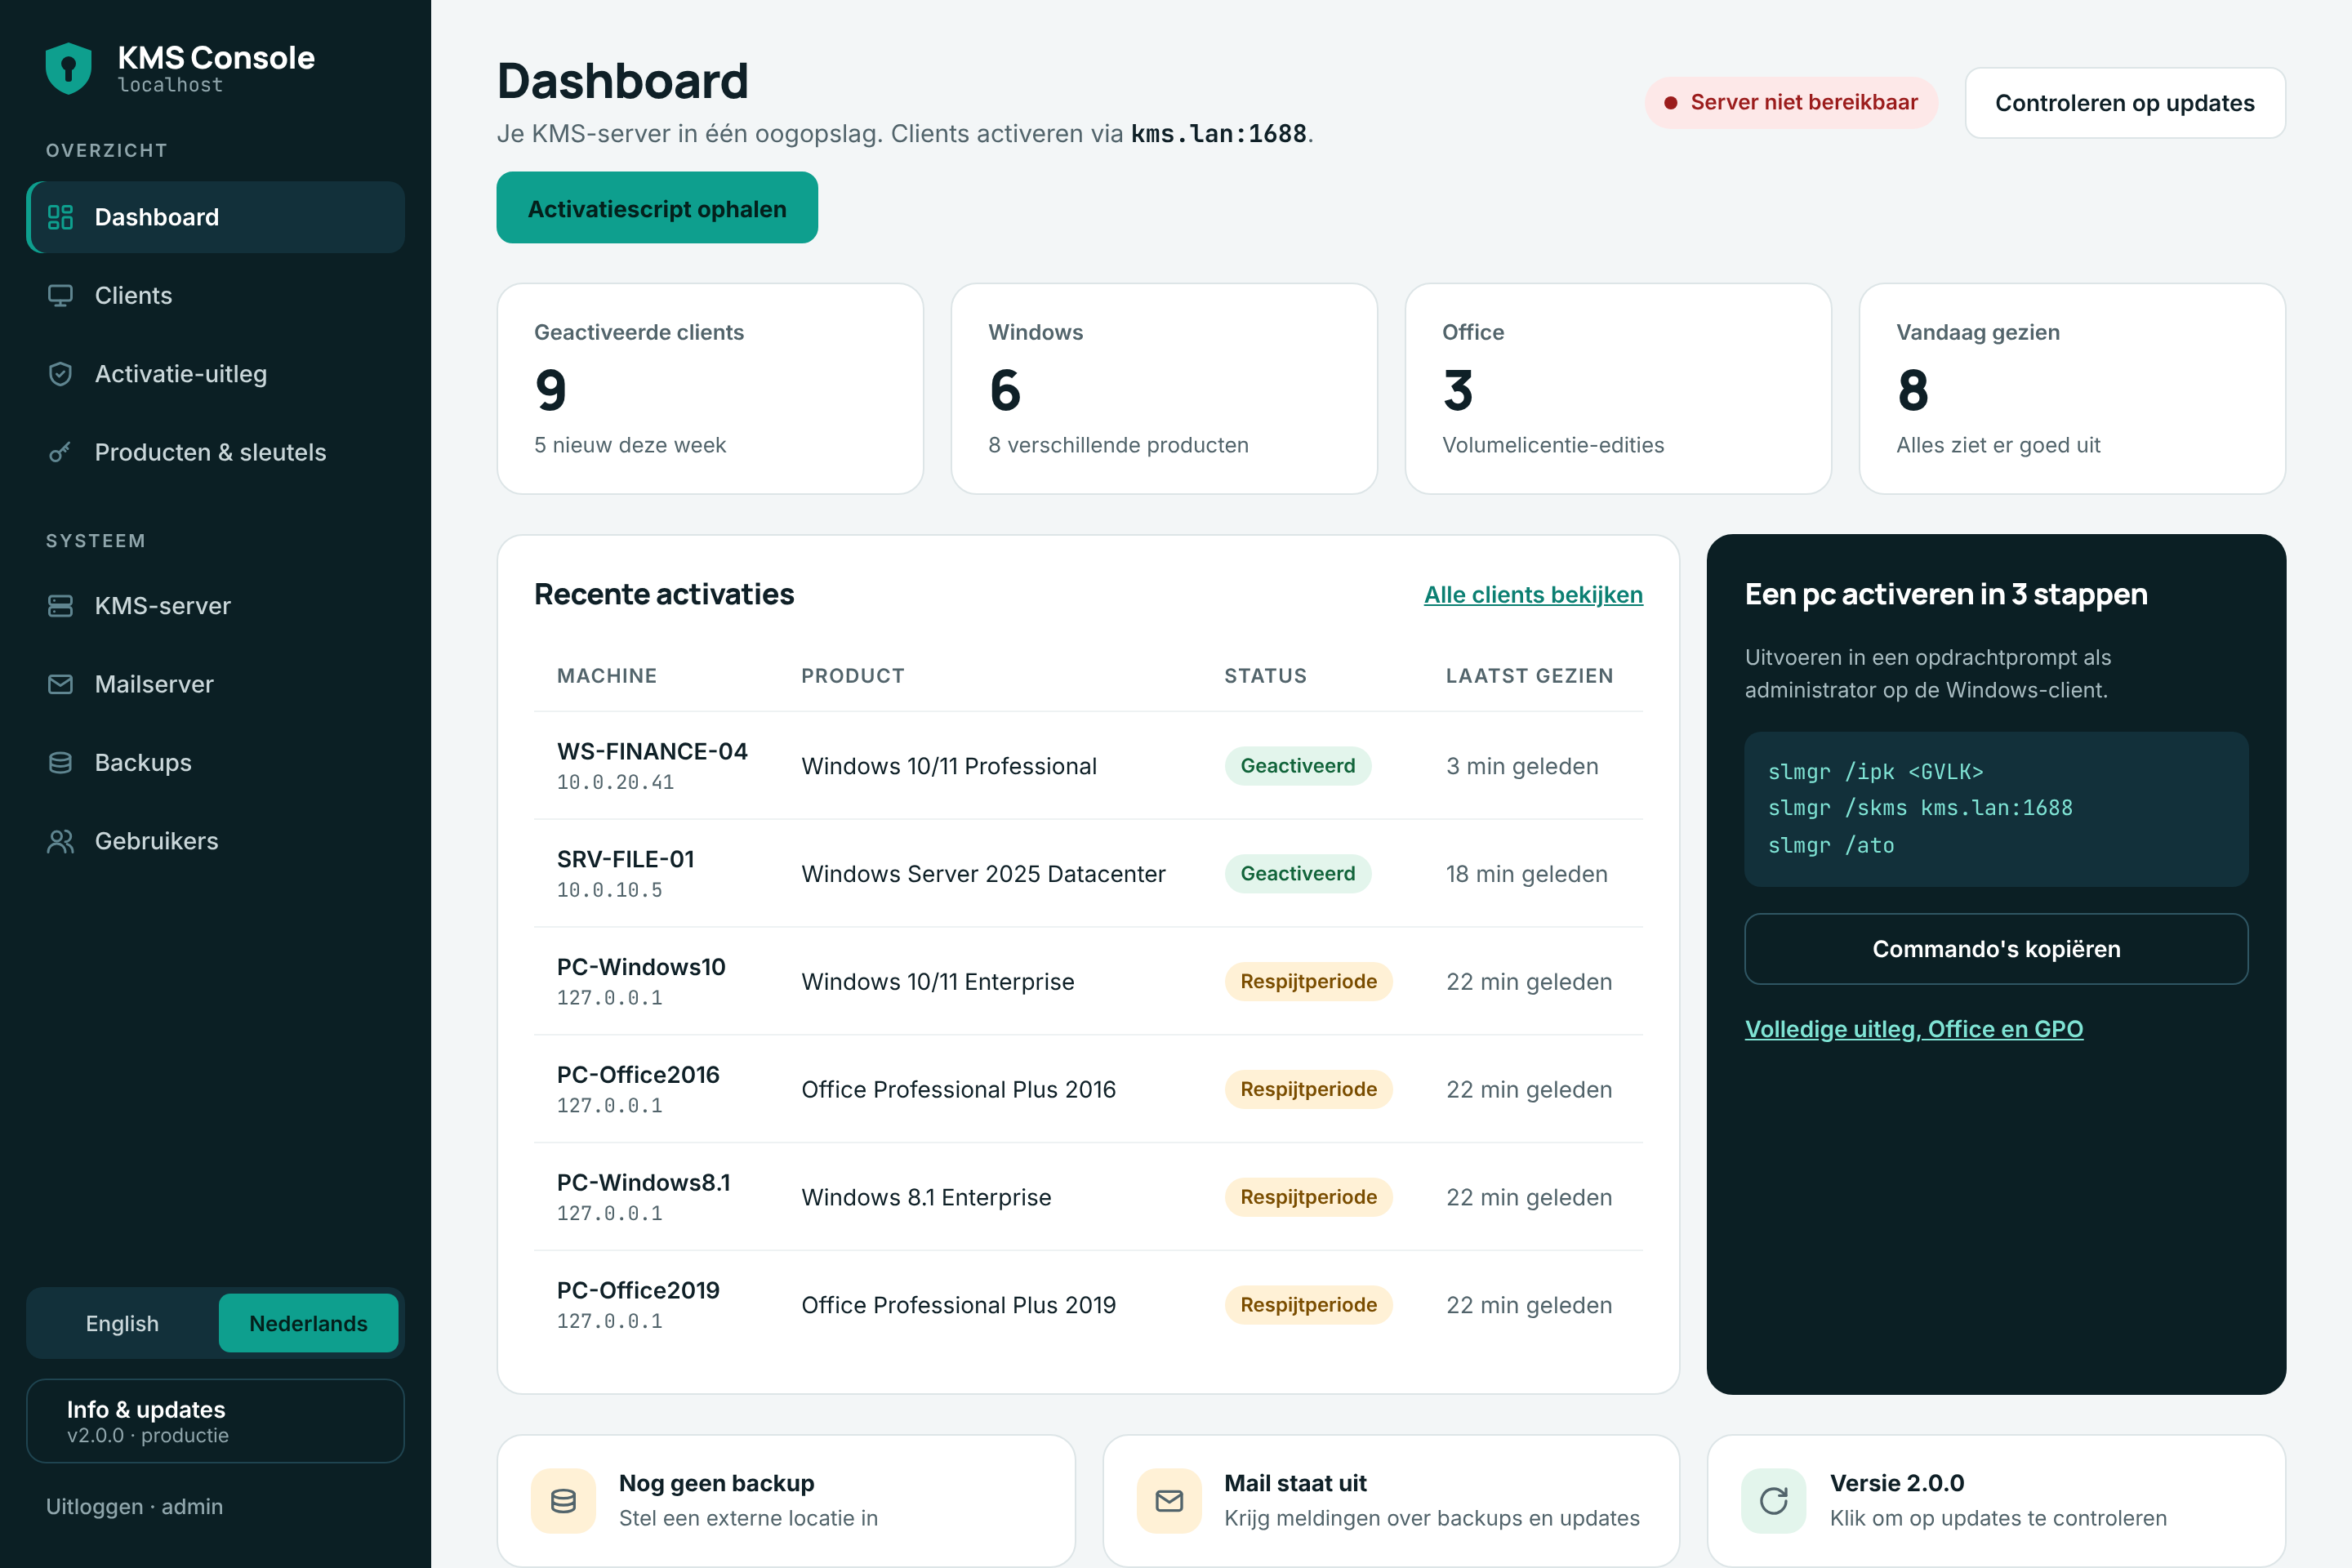 KMS Console
localhost
OVERZICHT
Dashboard
Clients
Activatie-uitleg
Producten & sleutels
SYSTEEM
KMS-server
Mailserver
Backups
Gebruikers
English
Nederlands
Info & updates
v2.0.0 · productie
Uitloggen · admin
Dashboard
Je KMS-server in één oogopslag. Clients activeren via kms.lan:1688.
Server niet bereikbaar
Controleren op updates
Activatiescript ophalen
Geactiveerde clients
9
5 nieuw deze week
Windows
6
8 verschillende producten
Office
3
Volumelicentie-edities
Vandaag gezien
8
Alles ziet er goed uit
Recente activaties
Alle clients bekijken
MACHINE PRODUCT STATUS LAATST GEZIEN
WS-FINANCE-04
10.0.20.41
Windows 10/11 Professional
Geactiveerd
3 min geleden
SRV-FILE-01
10.0.10.5
Windows Server 2025 Datacenter
Geactiveerd
18 min geleden
PC-Windows10
127.0.0.1
Windows 10/11 Enterprise
Respijtperiode
22 min geleden
PC-Office2016
127.0.0.1
Office Professional Plus 2016
Respijtperiode
22 min geleden
PC-Windows8.1
127.0.0.1
Windows 8.1 Enterprise
Respijtperiode
22 min geleden
PC-Office2019
127.0.0.1
Office Professional Plus 2019
Respijtperiode
22 min geleden
Een pc activeren in 3 stappen
Uitvoeren in een opdrachtprompt als
administrator op de Windows-client.
slmgr /ipk <GVLK>
slmgr /skms kms.lan:1688
slmgr /ato
Commando's kopiëren
Volledige uitleg, Office en GPO
Nog geen backup
Stel een externe locatie in
Mail staat uit
Krijg meldingen over backups en updates
Versie 2.0.0
Klik om op updates te controleren